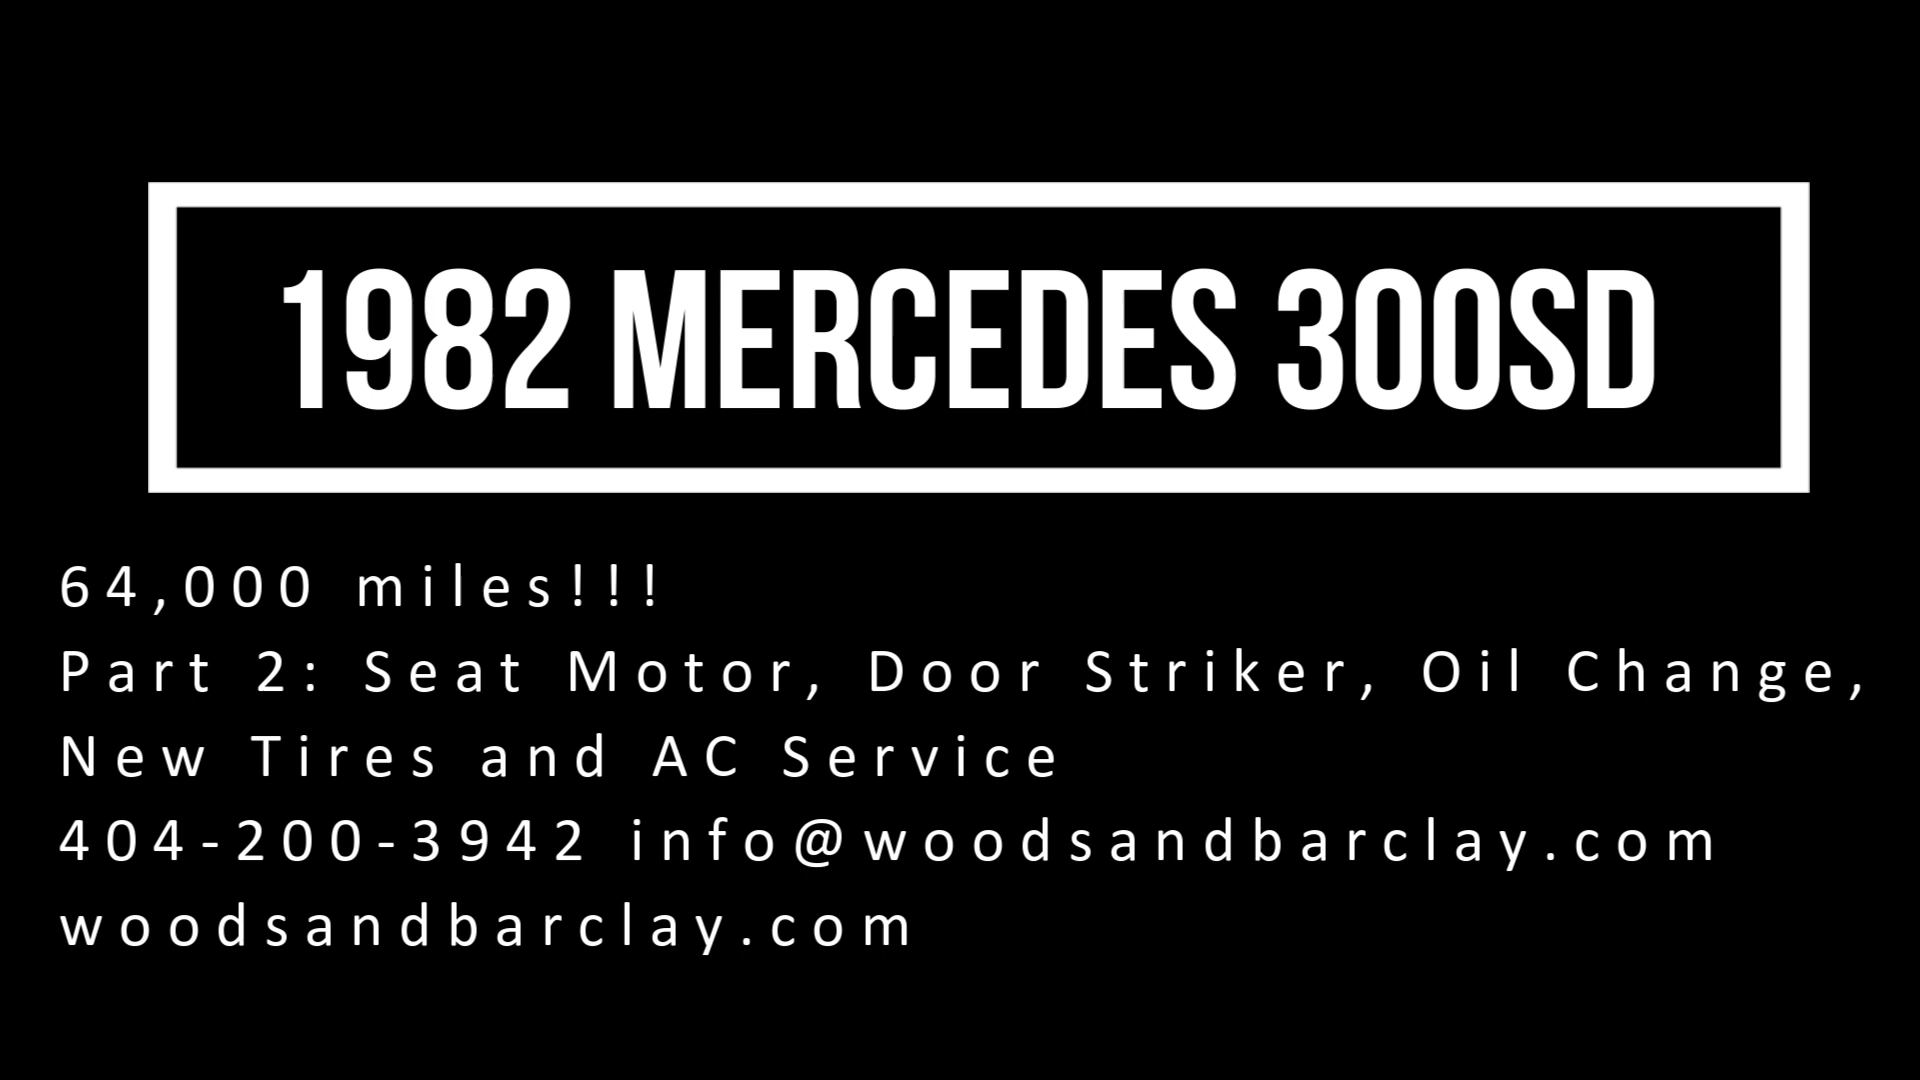 1982 MERCEDES 300SD
64,000 miles!!!
Part 2: Seat Motor, Door Striker, Oil Change,
New Tires and AC Service
404-200-3942 info@woodsandbarclay.com
woodsandbarclay.com